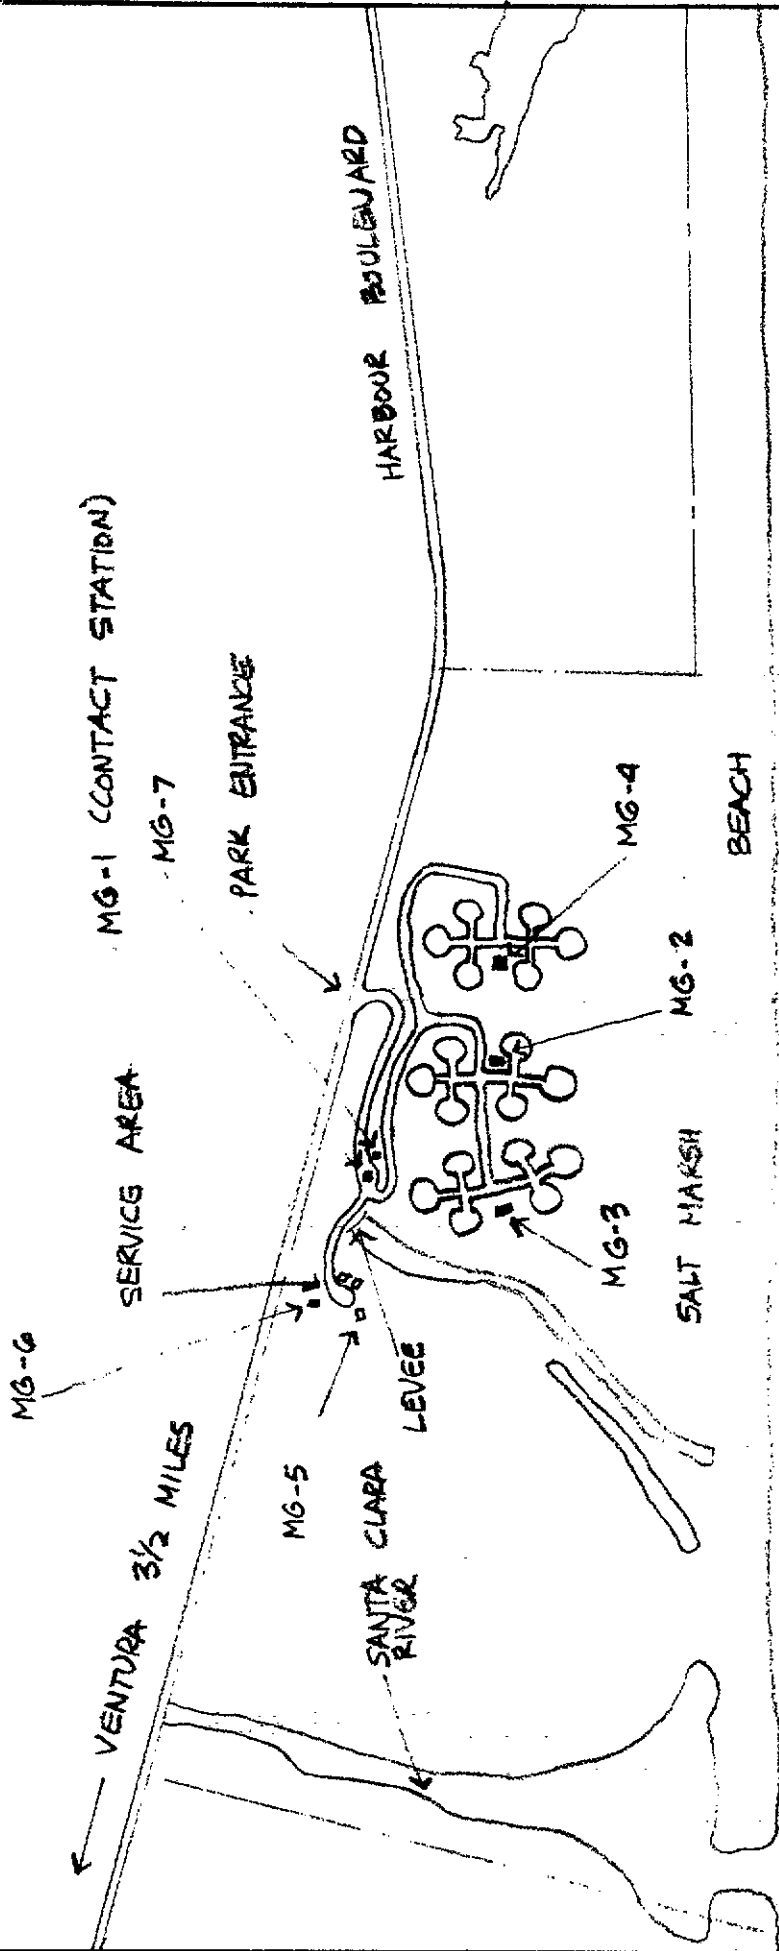 MG-1 (CONTACT STATION)
MG-7
PARK ENTRANCE
SERVICE AREA
MG-6
VENTURA 3½ MILES
HARBOUR BOULEVARD
MG-5
LEVEE
SANTA CLARA
RIVER
MG-4
MG-2
MG-3
SALT MARSH
BEACH